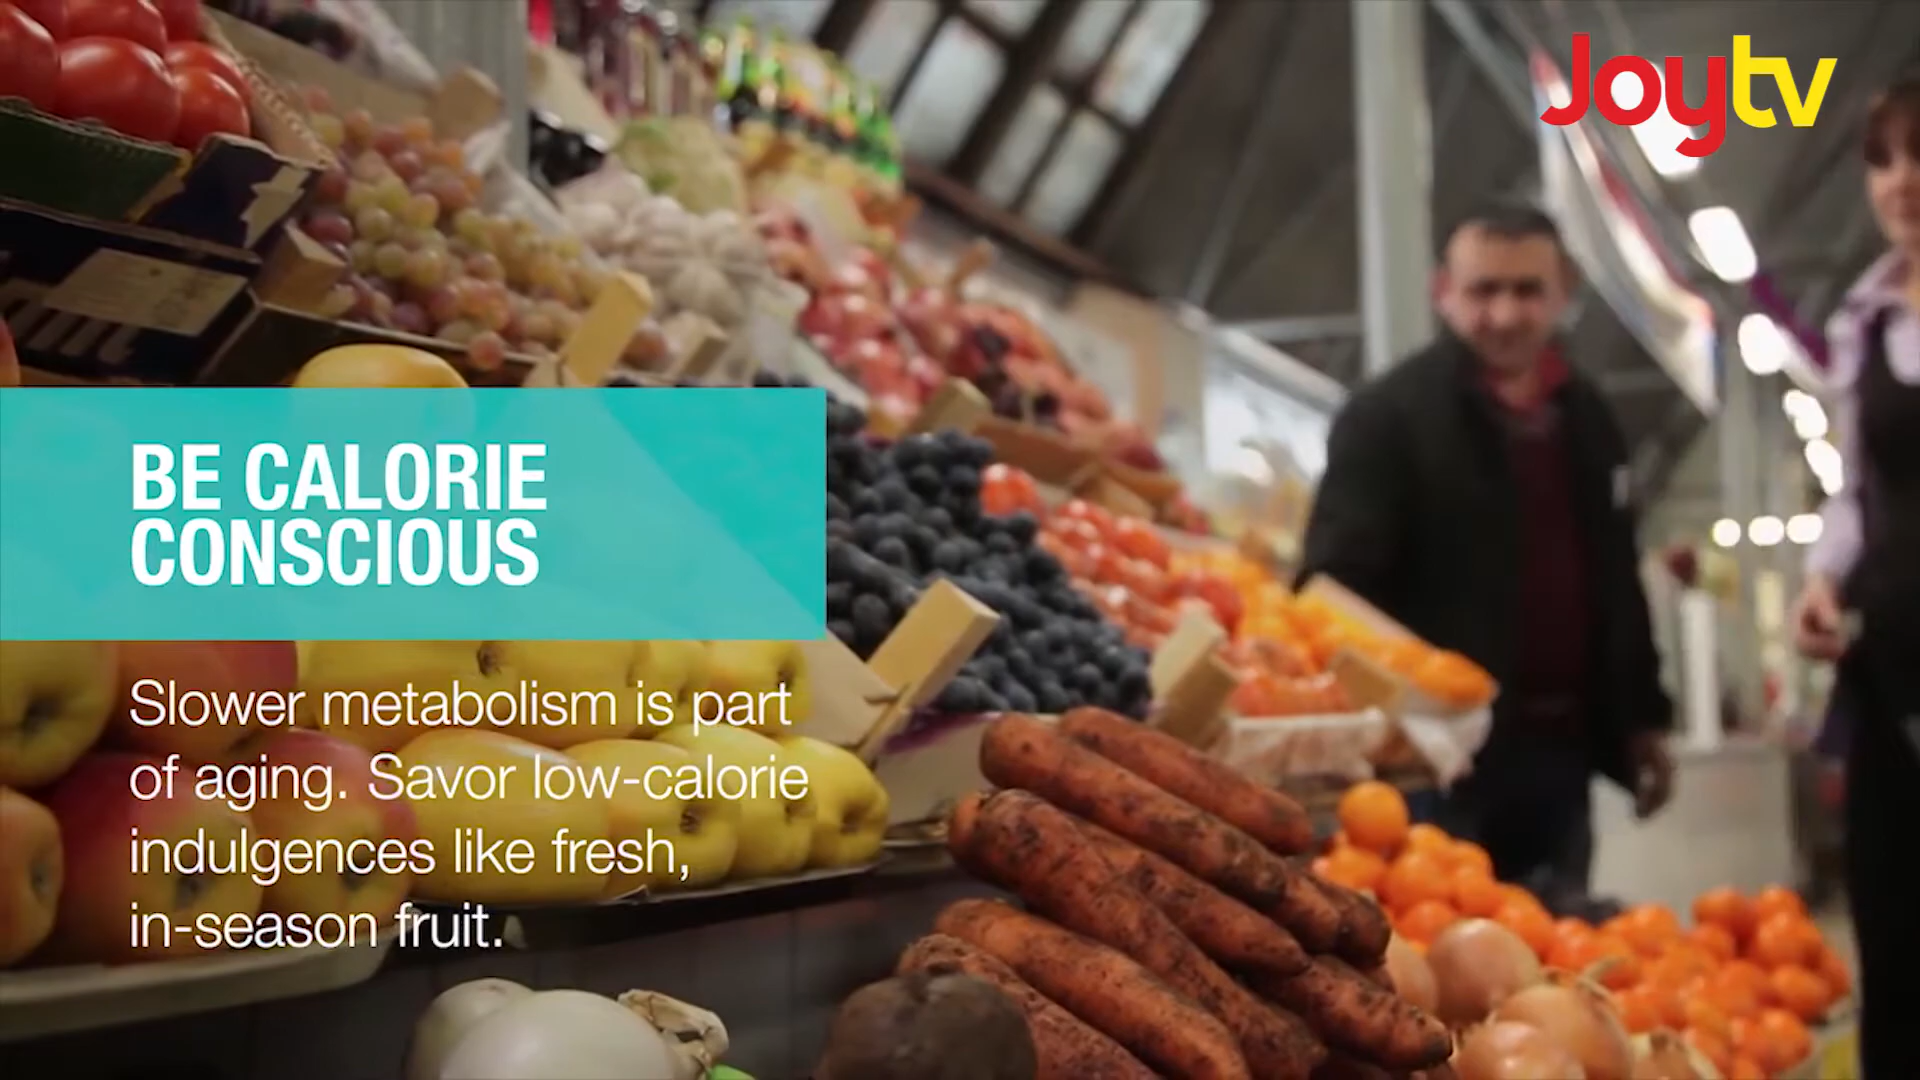 Joytv
BE CALORIE
CONSCIOUS
Slower metabolism is part
of aging. Savor low-calorie
indulgences like fresh,
in-season fruit.